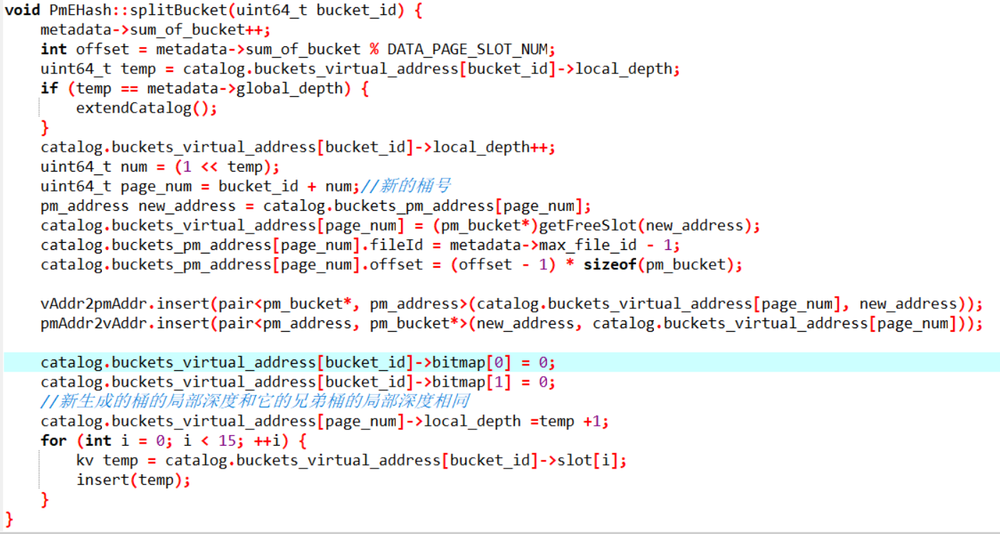 void PmEHash::splitBucket(uint64_t bucket_id) {
    metadata->sum_of_bucket++;
    int offset = metadata->sum_of_bucket % DATA_PAGE_SLOT_NUM;
    uint64_t temp = catalog.buckets_virtual_address[bucket_id]->local_depth;
    if (temp == metadata->global_depth) {
        extendCatalog();
    }
    catalog.buckets_virtual_address[bucket_id]->local_depth++;
    uint64_t num = (1 << temp);
    uint64_t page_num = bucket_id + num;//新的桶号
    pm_address new_address = catalog.buckets_pm_address[page_num];
    catalog.buckets_virtual_address[page_num] = (pm_bucket*)getFreeSlot(new_address);
    catalog.buckets_pm_address[page_num].fileId = metadata->max_file_id - 1;
    catalog.buckets_pm_address[page_num].offset = (offset - 1) * sizeof(pm_bucket);

    vAddr2pmAddr.insert(pair<pm_bucket*, pm_address>(catalog.buckets_virtual_address[page_num], new_address));
    pmAddr2vAddr.insert(pair<pm_address, pm_bucket*>(new_address, catalog.buckets_virtual_address[page_num]));

    catalog.buckets_virtual_address[bucket_id]->bitmap[0] = 0;
    catalog.buckets_virtual_address[bucket_id]->bitmap[1] = 0;
    //新生成的桶的局部深度和它的兄弟桶的局部深度相同
    catalog.buckets_virtual_address[page_num]->local_depth =temp +1;
    for (int i = 0; i < 15; ++i) {
        kv temp = catalog.buckets_virtual_address[bucket_id]->slot[i];
        insert(temp);
    }
}